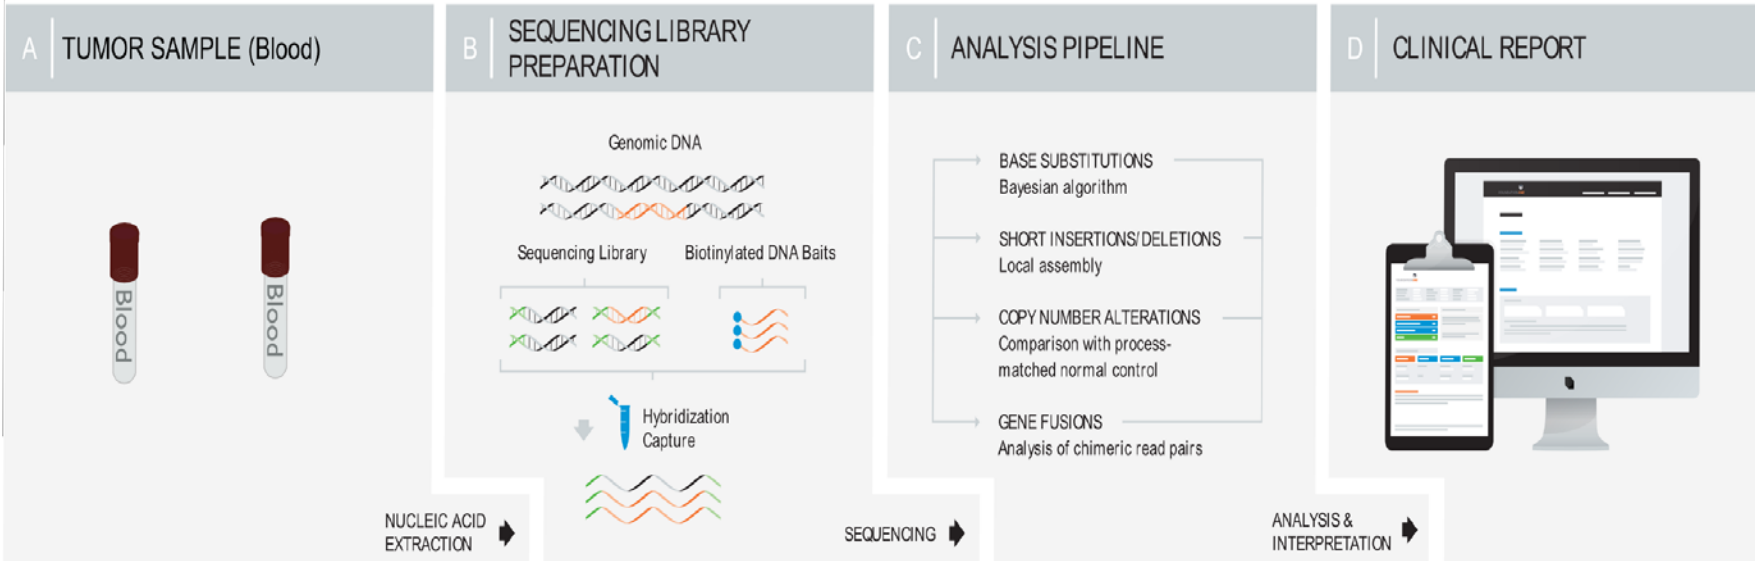 A
TUMOR SAMPLE (Blood)
Blood
Blood
NUCLEIC ACID
EXTRACTION
B
SEQUENCING LIBRARY
PREPARATION
Genomic DNA
Sequencing Library
Biotinylated DNA Baits
Hybridization
Capture
SEQUENCING
C
ANALYSIS PIPELINE
BASE SUBSTITUTIONS
Bayesian algorithm
SHORT INSERTIONS/DELETIONS
Local assembly
COPY NUMBER ALTERATIONS
Comparison with process-
matched normal control
GENE FUSIONS
Analysis of chimeric read pairs
ANALYSIS &
INTERPRETATION
D
CLINICAL REPORT